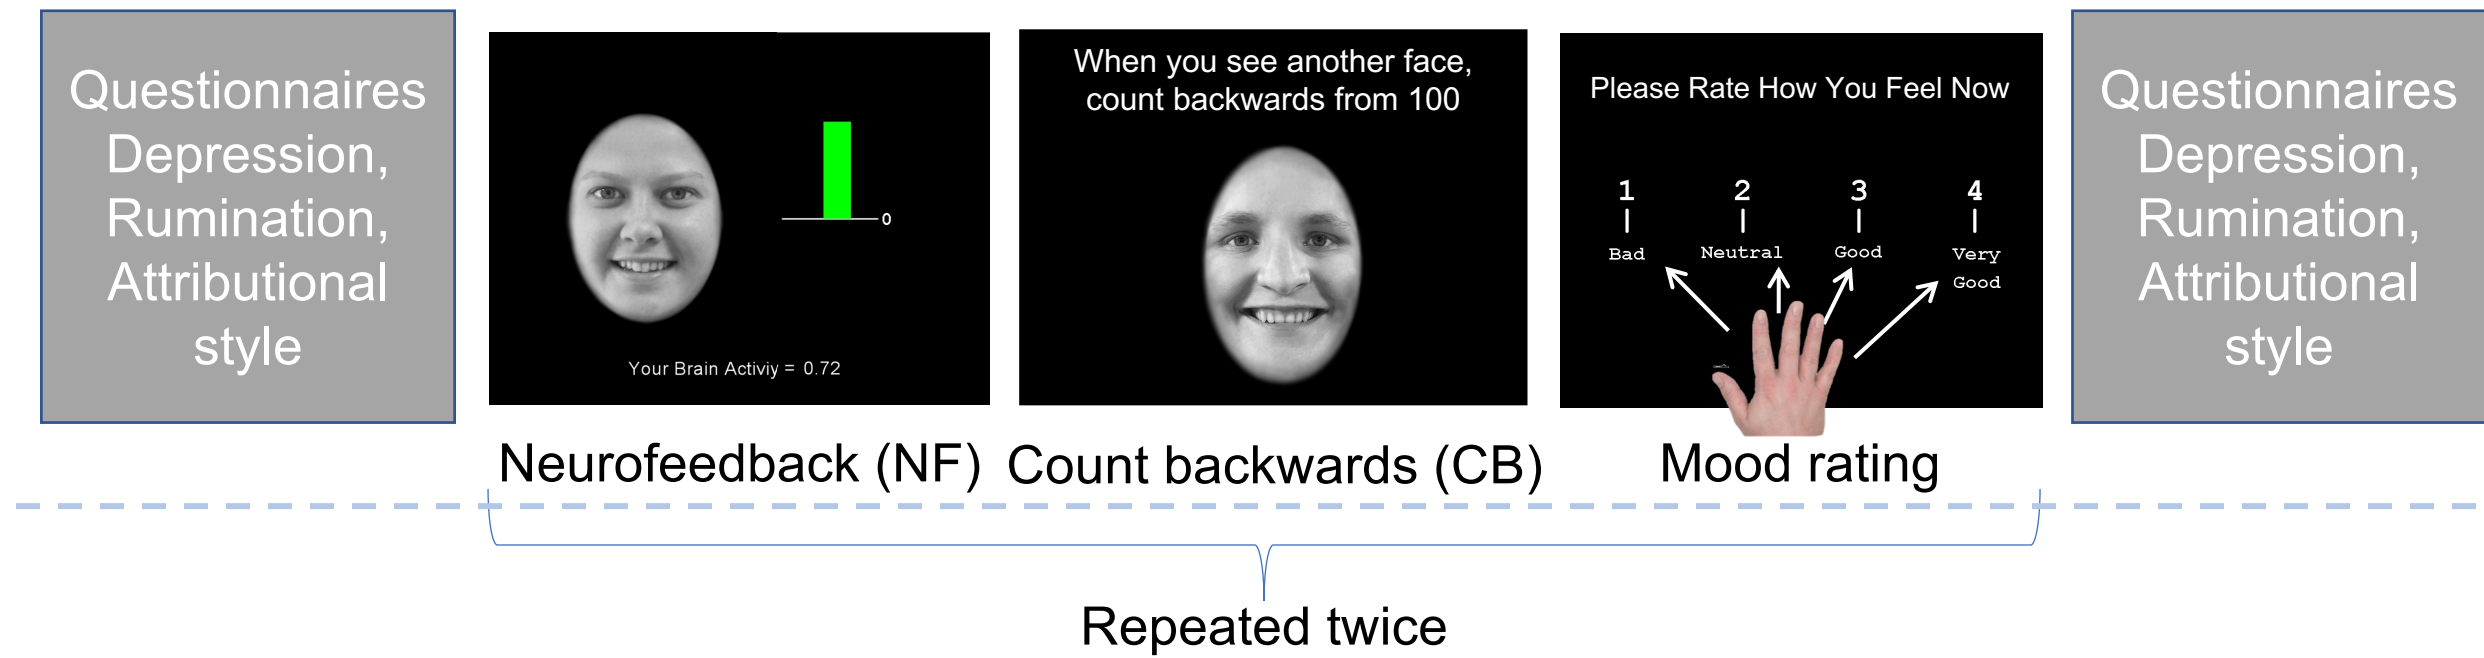 Questionnaires
Depression,
Rumination,
Attributional
style
Your Brain Activiy = 0.72
0
Neurofeedback (NF)
When you see another face,
count backwards from 100
Count backwards (CB)
Please Rate How You Feel Now
1 2 3 4
Bad Neutral Good Very
Good
Mood rating
Questionnaires
Depression,
Rumination,
Attributional
style
Repeated twice